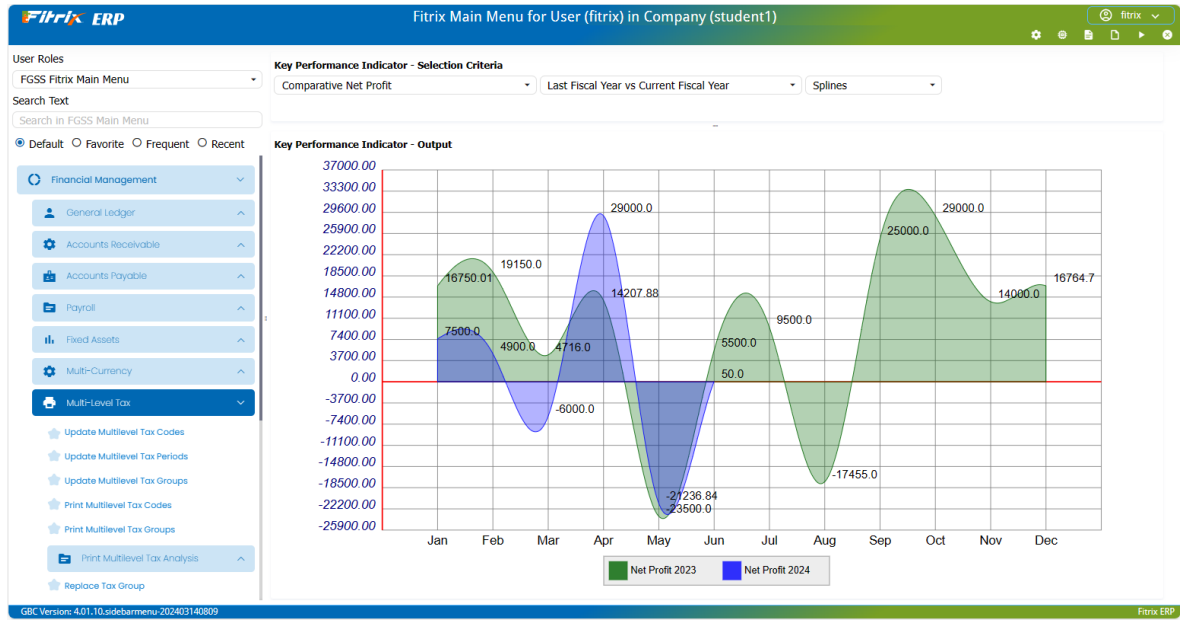 Fitrix ERP
Fitrix Main Menu for User (fitrix) in Company (student1)
fitrix
User Roles
FGSS Fitrix Main Menu
Search Text
Search in FGSS Main Menu
Default Favorite Frequent Recent
Financial Management
General Ledger
Accounts Receivable
Accounts Payable
Payroll
Fixed Assets
Multi-Currency
Multi-Level Tax
Update Multilevel Tax Codes
Update Multilevel Tax Periods
Update Multilevel Tax Groups
Print Multilevel Tax Codes
Print Multilevel Tax Groups
Print Multilevel Tax Analysis
Replace Tax Group
Key Performance Indicator - Selection Criteria
Comparative Net Profit Last Fiscal Year vs Current Fiscal Year Splines
Key Performance Indicator - Output
37000.00
33300.00
29600.00
25900.00
22200.00
18500.00
14800.00
11100.00
7400.00
3700.00
0.00
-3700.00
-7400.00
-11100.00
-14800.00
-18500.00
-22200.00
-25900.00
16750.01
19150.0
4716.0
14207.88
-21236.84
-23500.0
5500.0
9500.0
-17455.0
25000.0
29000.0
14000.0
16764.7
7500.0
4900.0
-6000.0
29000.0
50.0
Jan Feb Mar Apr May Jun Jul Aug Sep Oct Nov Dec
Net Profit 2023 Net Profit 2024
GBC Version: 4.01.10.sidebarmenu-202403140809
Fitrix ERP